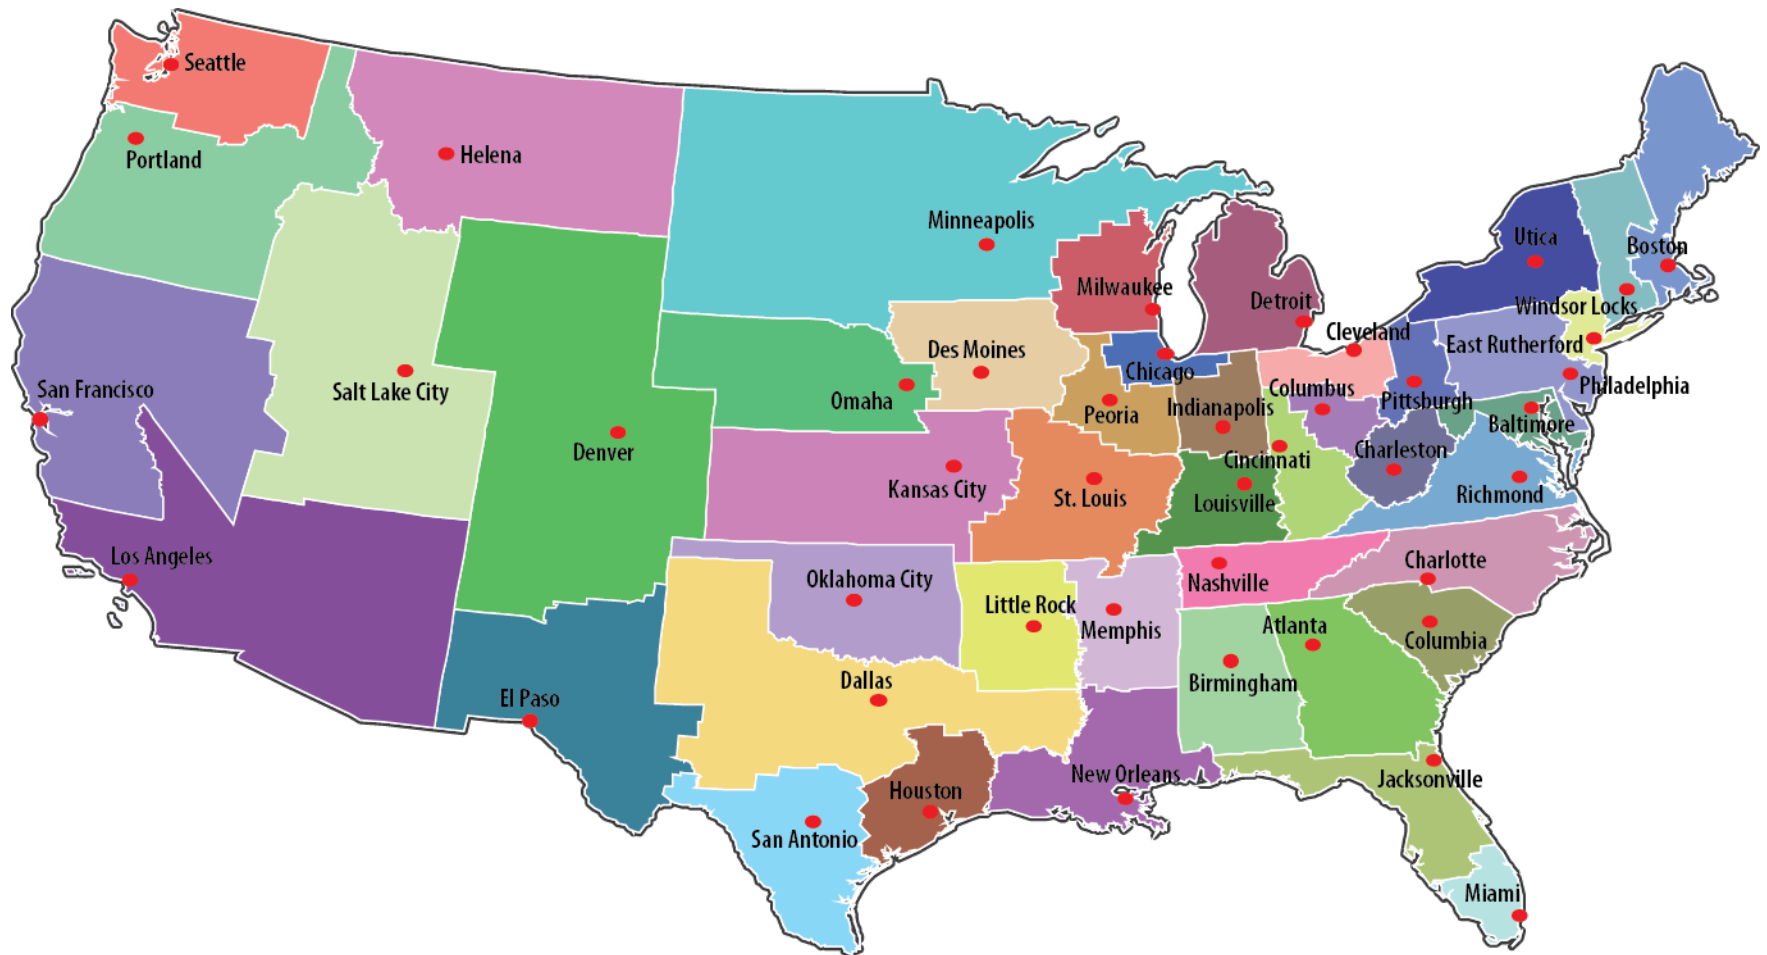 Seattle
Portland
Helena
Minneapolis
Utica
Boston
Milwaukee
Detroit
Windsor Locks
Cleveland
East Rutherford
Des Moines
Chicago
Philadelphia
San Francisco
Salt Lake City
Omaha
Columbus
Pittsburgh
Peoria
Indianapolis
Baltimore
Denver
Charleston
Cincinnati
Kansas City
St. Louis
Louisville
Richmond
Los Angeles
Charlotte
Oklahoma City
Nashville
Little Rock
Memphis
Atlanta
Columbia
El Paso
Dallas
Birmingham
New Orleans
Jacksonville
Houston
San Antonio
Miami